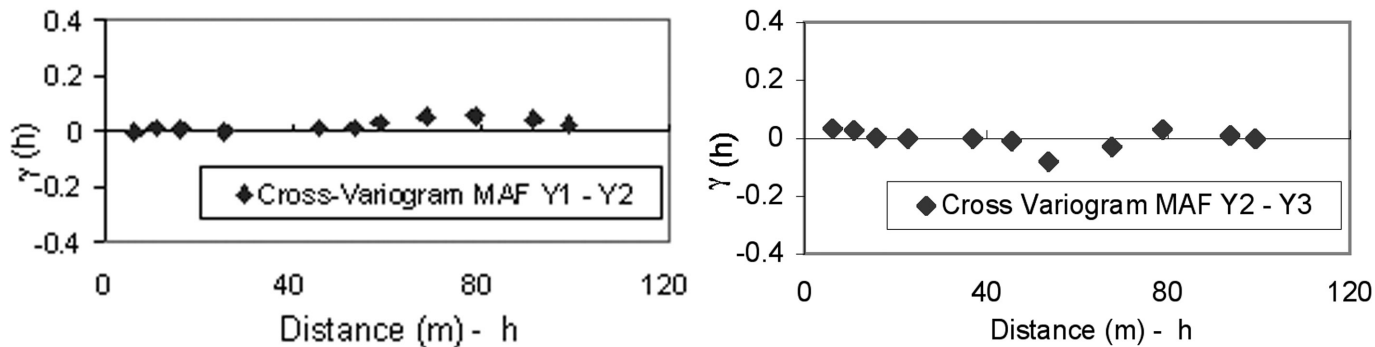 0.4
0.2
0
-0.2
-0.4
γ (h)
Cross-Variogram MAF Y1 - Y2
0 40 80 120
Distance (m) - h
0.4
0.2
0
-0.2
-0.4
γ (h)
Cross Variogram MAF Y2 - Y3
0 40 80 120
Distance (m) - h